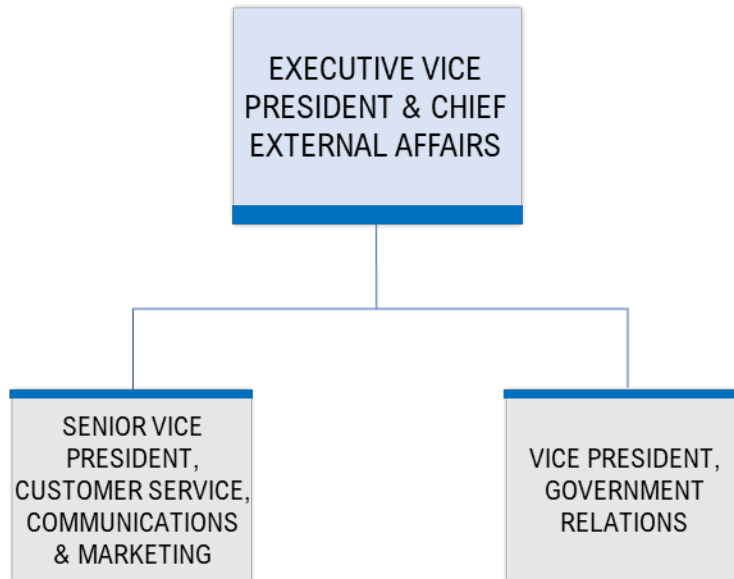 EXECUTIVE VICE
PRESIDENT & CHIEF
EXTERNAL AFFAIRS
SENIOR VICE
PRESIDENT,
CUSTOMER SERVICE,
COMMUNICATIONS
& MARKETING
VICE PRESIDENT,
GOVERNMENT
RELATIONS